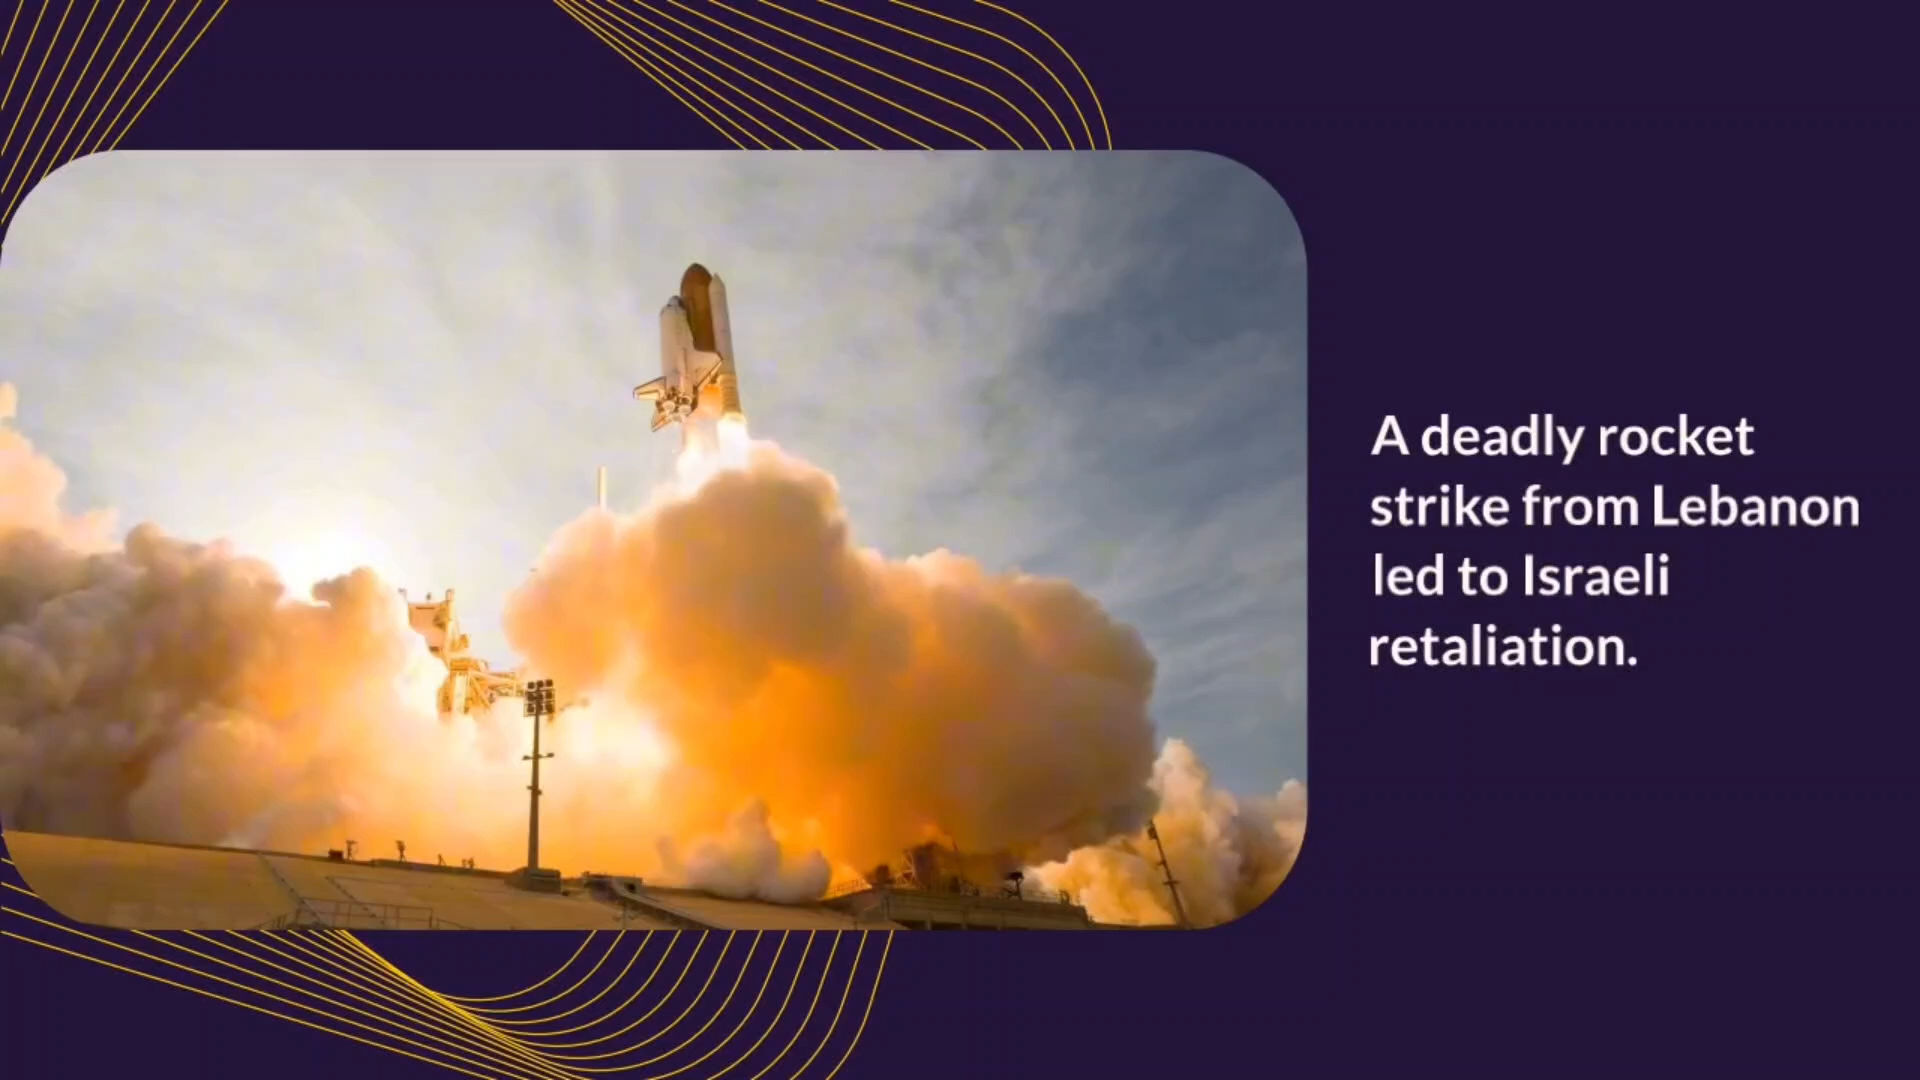 A deadly rocket
strike from Lebanon
led to Israeli
retaliation.